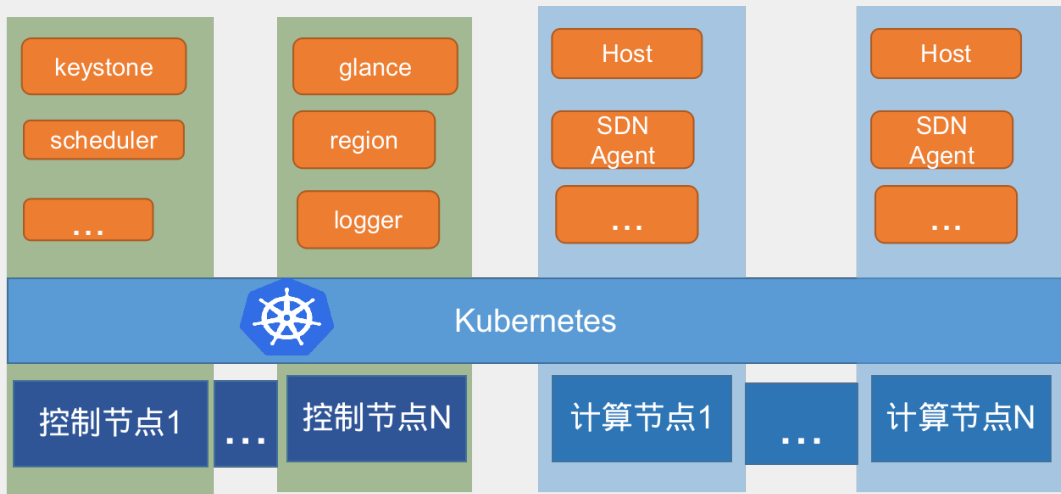 keystone
glance
Host
Host
scheduler
region
SDN
Agent
SDN
Agent
...
logger
...
...
Kubernetes
控制节点1
...
控制节点N
计算节点1
...
计算节点N